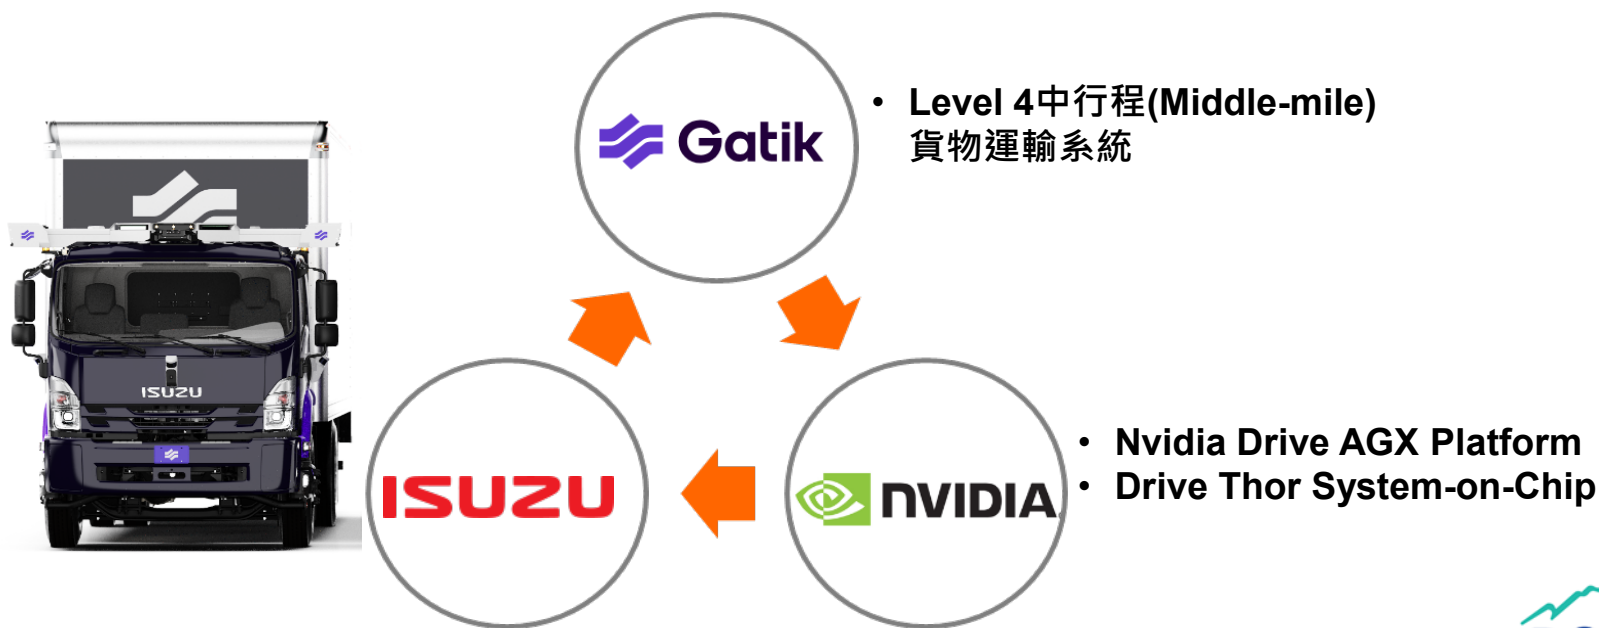 Gatik
• Level 4中行程(Middle-mile)
貨物運輸系統
ISUZU
ISUZU
NVIDIA
• Nvidia Drive AGX Platform
• Drive Thor System-on-Chip